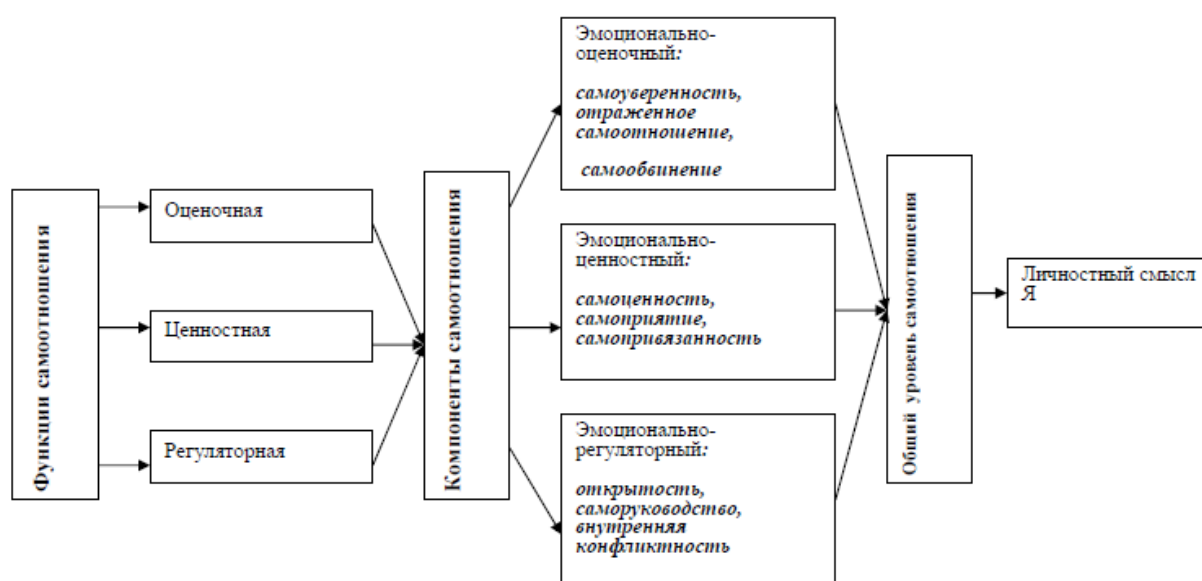 Функции самоотношения
Оценочная
Ценностная
Регуляторная
Компоненты самоотношения
Эмоционально-
оценочный:
самоуверенность,
отраженное
самоотношение,
самообвинение
Эмоционально-
ценностный:
самоценность,
самоприятие,
самопривязанность
Эмоционально-
регуляторный:
открытость,
саморуководство,
внутренняя
конфликтность
Общий уровень самоотношения
Личностный смысл
Я